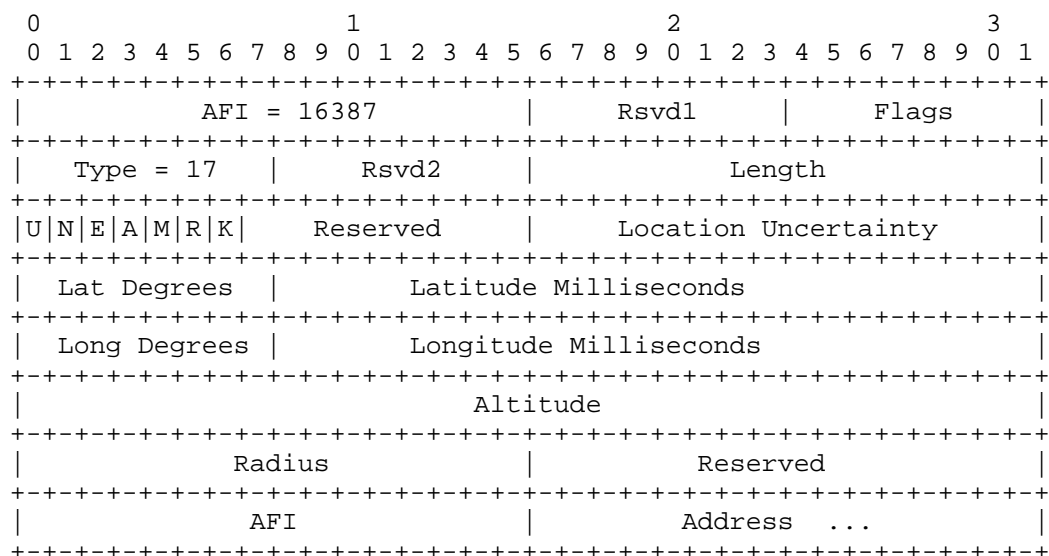 0                   1                   2                   3
 0 1 2 3 4 5 6 7 8 9 0 1 2 3 4 5 6 7 8 9 0 1 2 3 4 5 6 7 8 9 0 1
+-+-+-+-+-+-+-+-+-+-+-+-+-+-+-+-+-+-+-+-+-+-+-+-+-+-+-+-+-+-+-+-+
|           AFI = 16387         |     Rsvd1     |     Flags     |
+-+-+-+-+-+-+-+-+-+-+-+-+-+-+-+-+-+-+-+-+-+-+-+-+-+-+-+-+-+-+-+-+
|   Type = 17   |     Rsvd2     |            Length             |
+-+-+-+-+-+-+-+-+-+-+-+-+-+-+-+-+-+-+-+-+-+-+-+-+-+-+-+-+-+-+-+-+
|U|N|E|A|M|R|K|    Reserved     |     Location Uncertainty      |
+-+-+-+-+-+-+-+-+-+-+-+-+-+-+-+-+-+-+-+-+-+-+-+-+-+-+-+-+-+-+-+-+
|  Lat Degrees  |        Latitude Milliseconds                  |
+-+-+-+-+-+-+-+-+-+-+-+-+-+-+-+-+-+-+-+-+-+-+-+-+-+-+-+-+-+-+-+-+
|  Long Degrees |        Longitude Milliseconds                 |
+-+-+-+-+-+-+-+-+-+-+-+-+-+-+-+-+-+-+-+-+-+-+-+-+-+-+-+-+-+-+-+-+
|                            Altitude                           |
+-+-+-+-+-+-+-+-+-+-+-+-+-+-+-+-+-+-+-+-+-+-+-+-+-+-+-+-+-+-+-+-+
|             Radius            |          Reserved             |
+-+-+-+-+-+-+-+-+-+-+-+-+-+-+-+-+-+-+-+-+-+-+-+-+-+-+-+-+-+-+-+-+
|              AFI              |         Address  ...          |
+-+-+-+-+-+-+-+-+-+-+-+-+-+-+-+-+-+-+-+-+-+-+-+-+-+-+-+-+-+-+-+-+